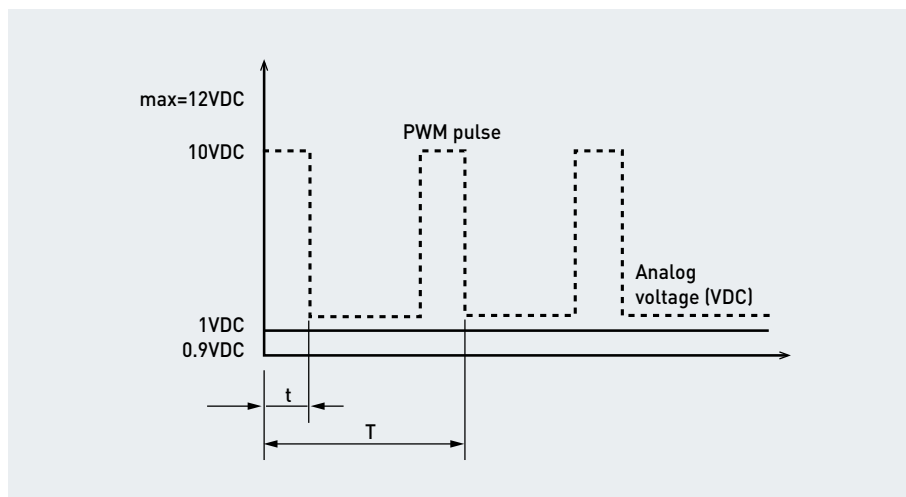 max=12VDC
PWM pulse
10VDC
Analog
voltage (VDC)
1VDC
0.9VDC
t
T